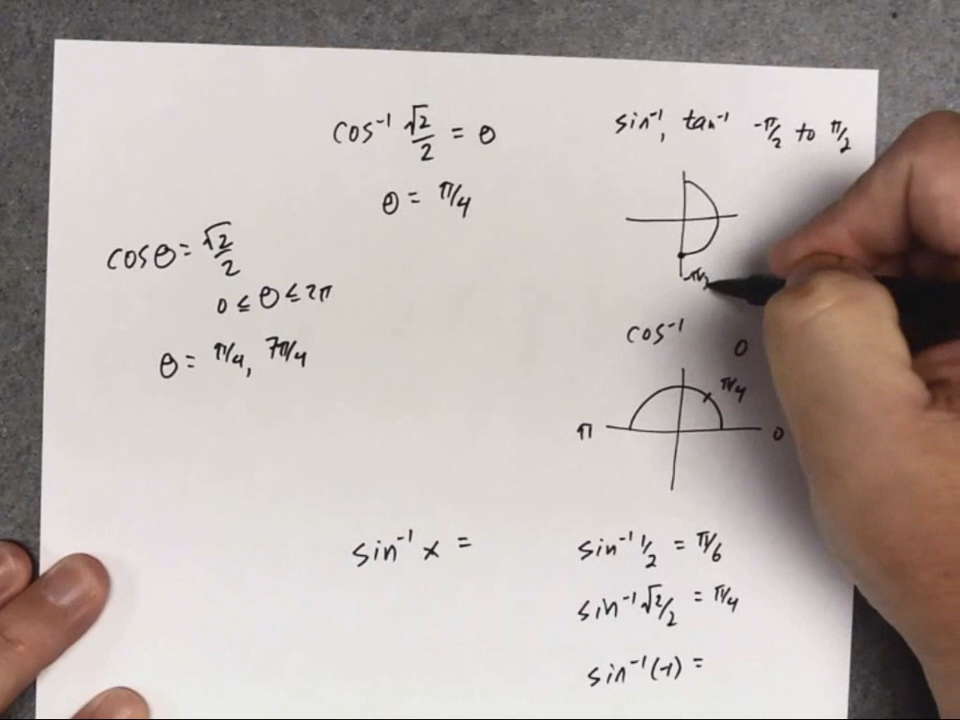 cos⁻¹ √2/2 = θ
θ = π/4
cosθ = √2/2
0 ≤ θ ≤ 2π
θ = π/4, 7π/4
sin⁻¹, tan⁻¹ -π/2 to π/2
-π/2
cos⁻¹ 0
π/4
π 0
sin⁻¹ x =
sin⁻¹ 1/2 = π/6
sin⁻¹ √2/2 = π/4
sin⁻¹(-1) =